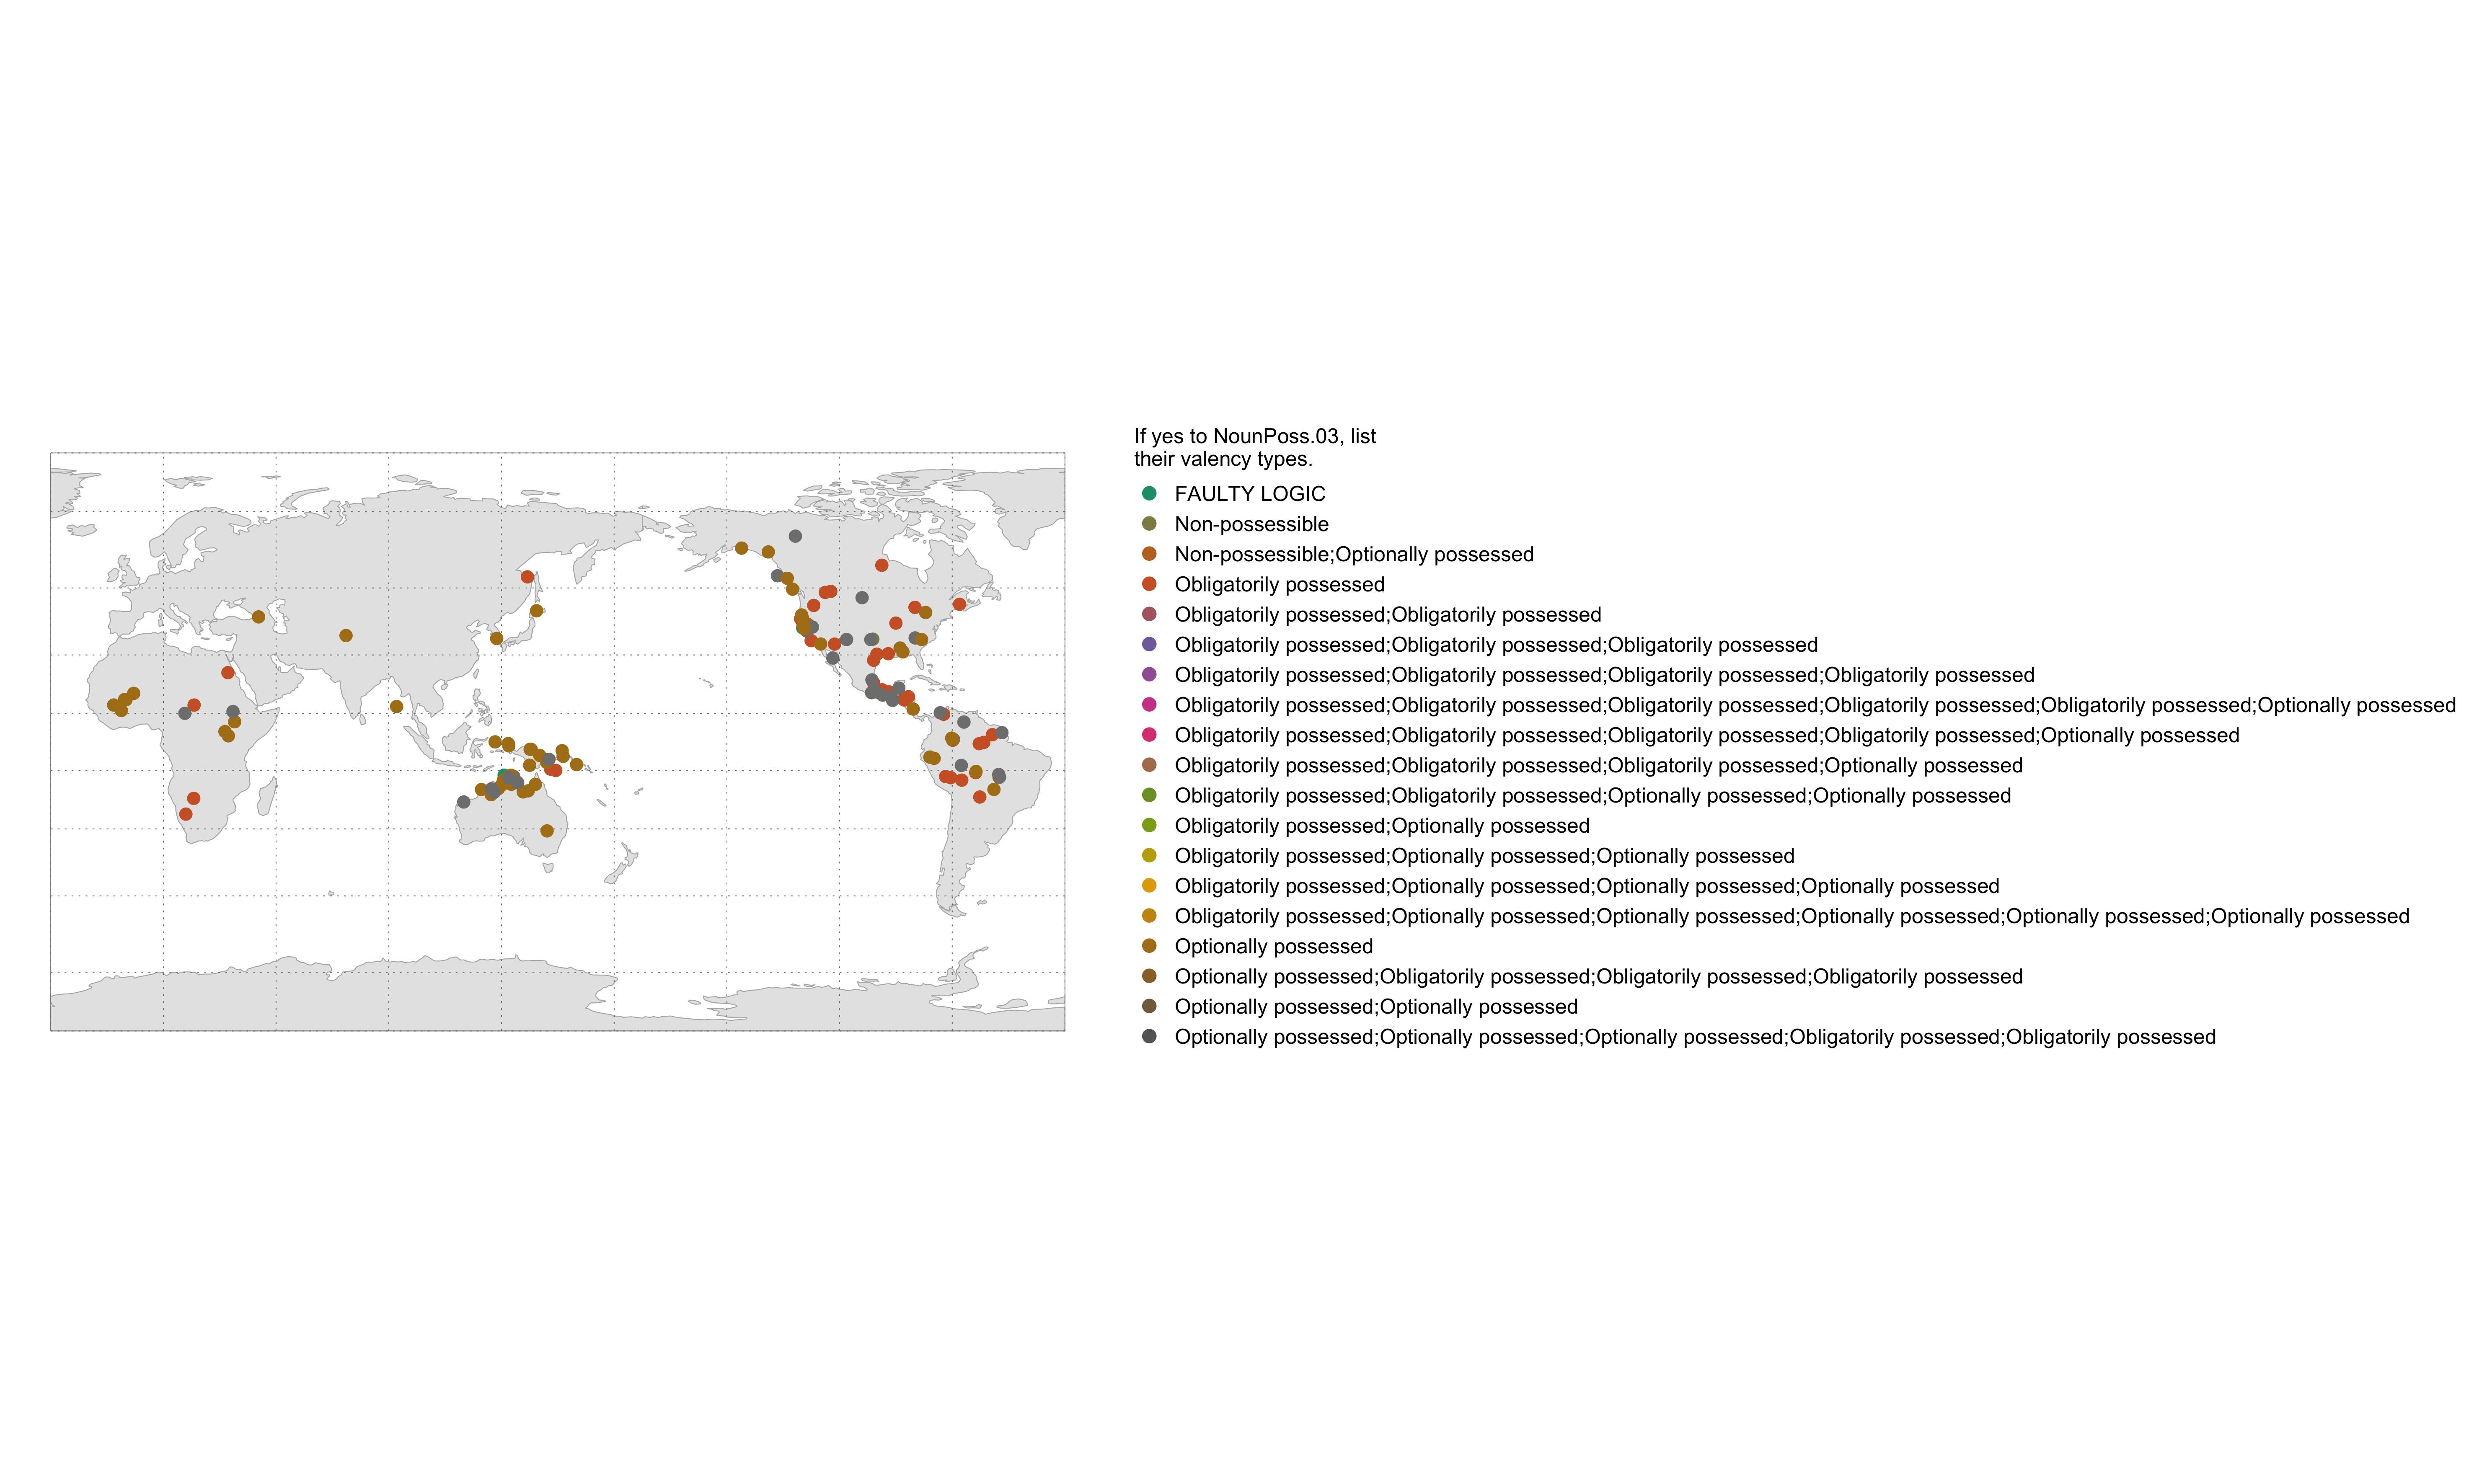 If yes to NounPoss.03, list
their valency types.
FAULTY LOGIC
Non-possessible
Non-possessible;Optionally possessed
Obligatorily possessed
Obligatorily possessed;Obligatorily possessed
Obligatorily possessed;Obligatorily possessed;Obligatorily possessed
Obligatorily possessed;Obligatorily possessed;Obligatorily possessed;Obligatorily possessed
Obligatorily possessed;Obligatorily possessed;Obligatorily possessed;Obligatorily possessed;Obligatorily possessed;Optionally possessed
Obligatorily possessed;Obligatorily possessed;Obligatorily possessed;Obligatorily possessed;Optionally possessed
Obligatorily possessed;Obligatorily possessed;Obligatorily possessed;Optionally possessed
Obligatorily possessed;Obligatorily possessed;Optionally possessed;Optionally possessed
Obligatorily possessed;Optionally possessed
Obligatorily possessed;Optionally possessed;Optionally possessed
Obligatorily possessed;Optionally possessed;Optionally possessed;Optionally possessed
Obligatorily possessed;Optionally possessed;Optionally possessed;Optionally possessed;Optionally possessed;Optionally possessed
Optionally possessed
Optionally possessed;Obligatorily possessed;Obligatorily possessed;Obligatorily possessed
Optionally possessed;Optionally possessed
Optionally possessed;Optionally possessed;Optionally possessed;Obligatorily possessed;Obligatorily possessed